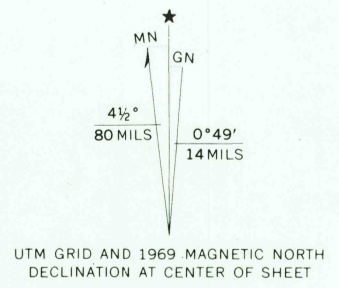 ★
MN
GN
4½°
80 MILS
0°49'
14 MILS
UTM GRID AND 1969 MAGNETIC NORTH
DECLINATION AT CENTER OF SHEET